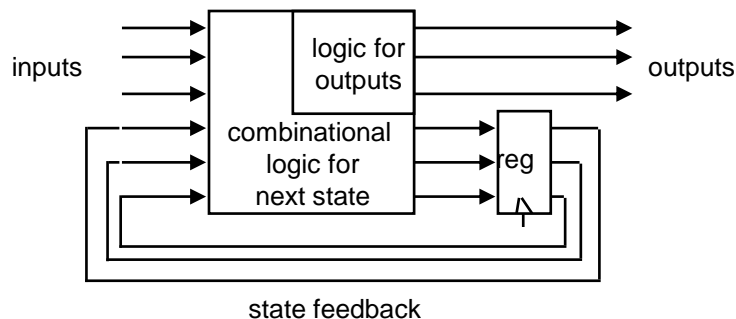 inputs
logic for
outputs
outputs
combinational
logic for
next state
reg
state feedback